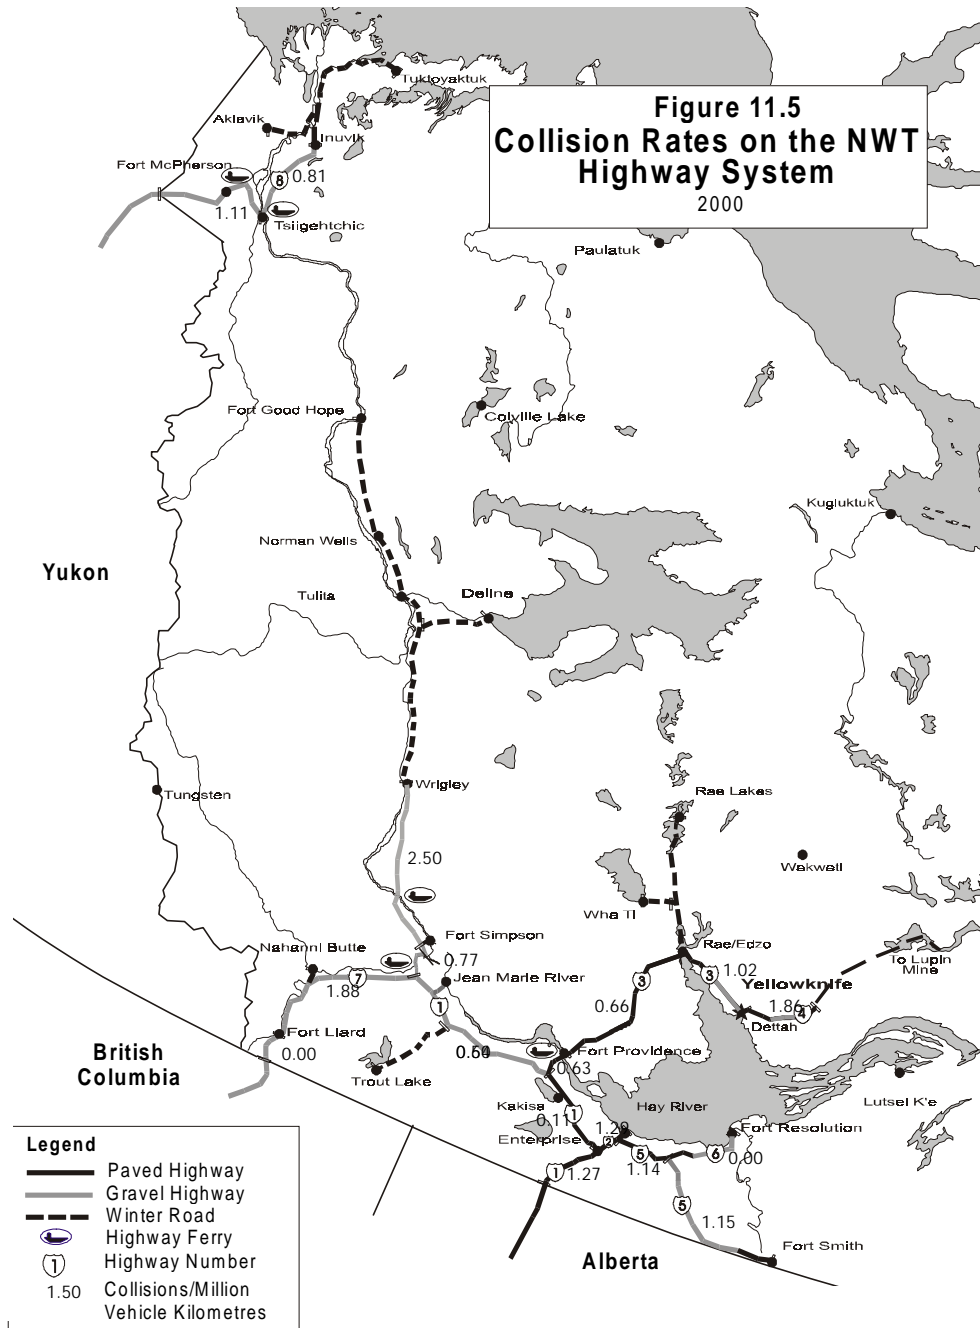 Figure 11.5
Collision Rates on the NWT
Highway System
2000
Tuktoyaktuk
Aklavik
Inuvik
Fort McPherson
8
0.81
1.11
Tsiigehtchic
Paulatuk
Fort Good Hope
Colville Lake
Kugluktuk
Norman Wells
Yukon
Tulita
Deline
Tungsten
Wrigley
Rae Lakes
2.50
Wekweti
Wha Ti
Fort Simpson
Rae/Edzo
Nahanni Butte
0.77
To Lupin
Mine
7
1.88
Jean Marie River
3
3
1.02
Yellowknife
1
0.66
1.86
4
Dettah
Fort Liard
0.00
Fort Providence
0.63
British
Columbia
Trout Lake
Kakisa
0.11
1
Hay River
Lutsel K'e
Enterprise
2
5
1.14
6
0.00
Fort Resolution
1
1.27
5
1.15
Fort Smith
Alberta
Legend
Paved Highway
Gravel Highway
Winter Road
Highway Ferry
1
Highway Number
1.50
Collisions/Million
Vehicle Kilometres